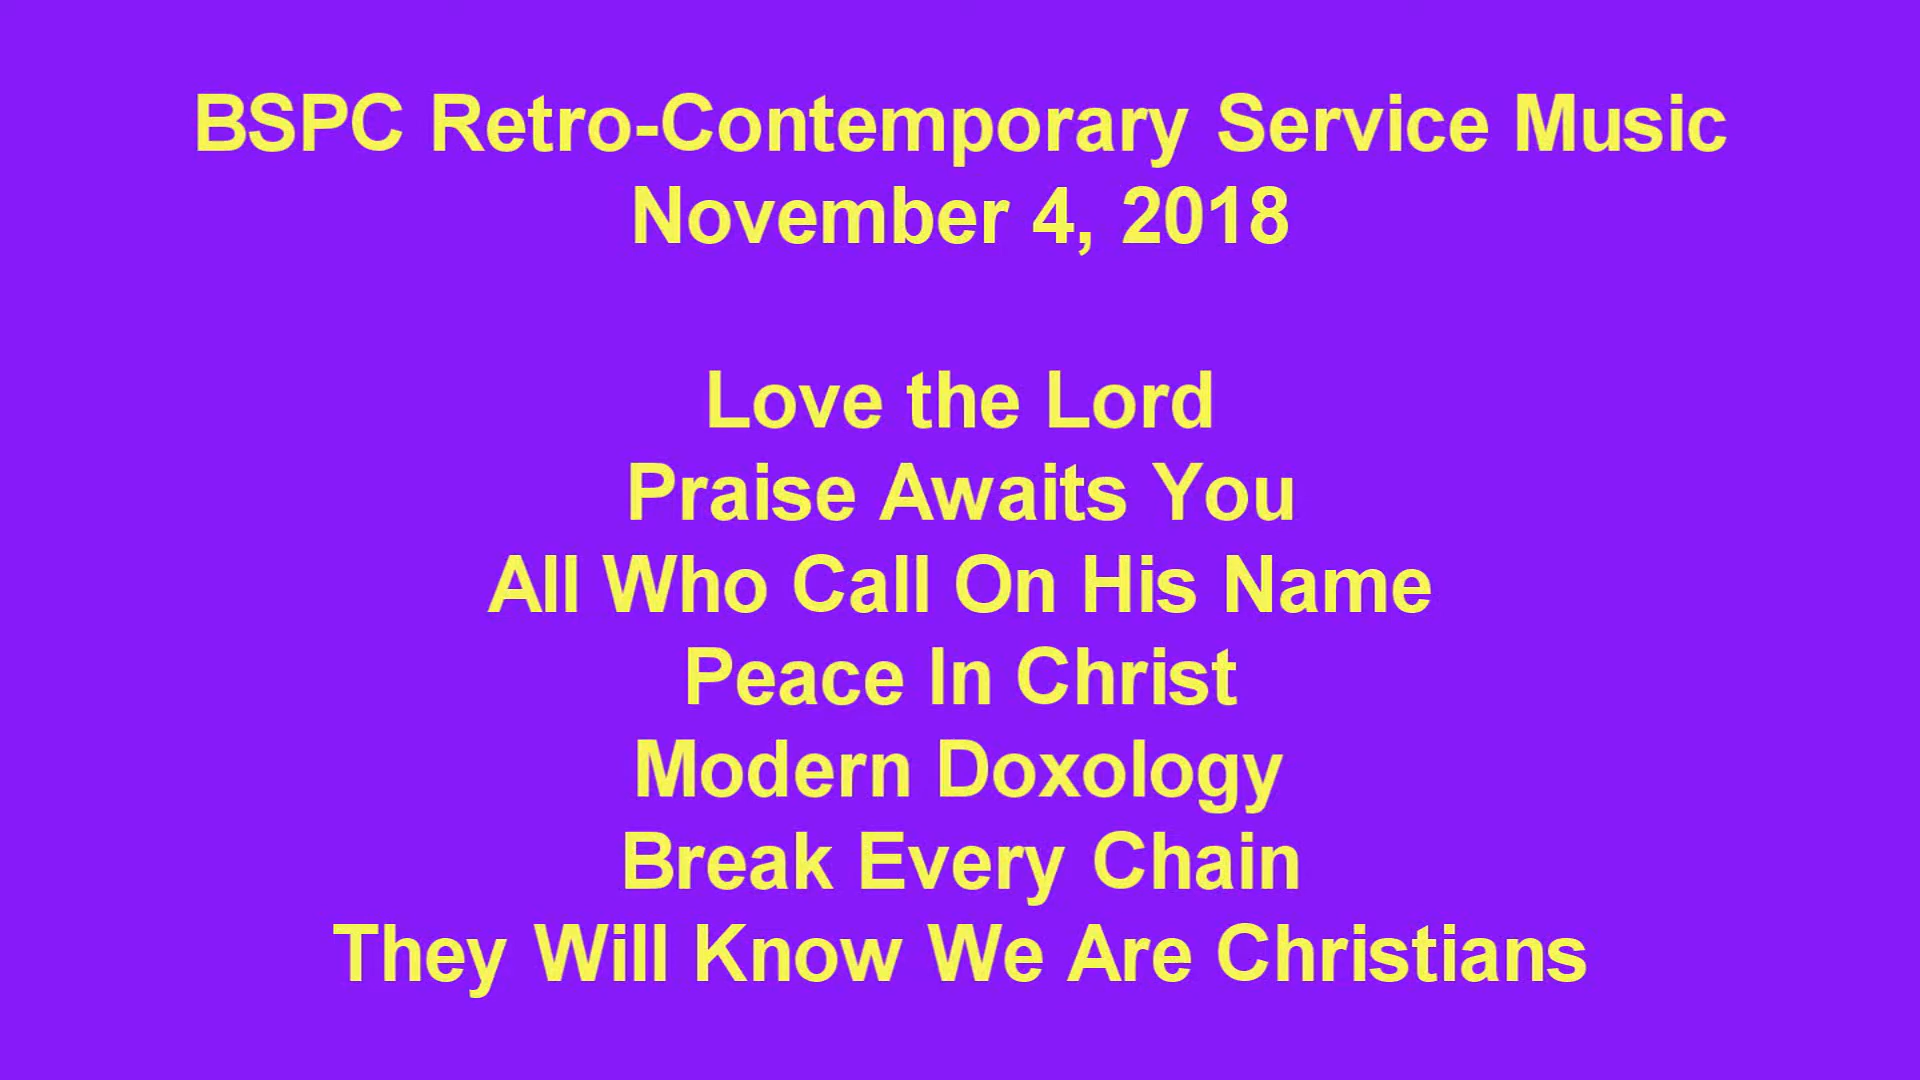 BSPC Retro-Contemporary Service Music
November 4, 2018
Love the Lord
Praise Awaits You
All Who Call On His Name
Peace In Christ
Modern Doxology
Break Every Chain
They Will Know We Are Christians